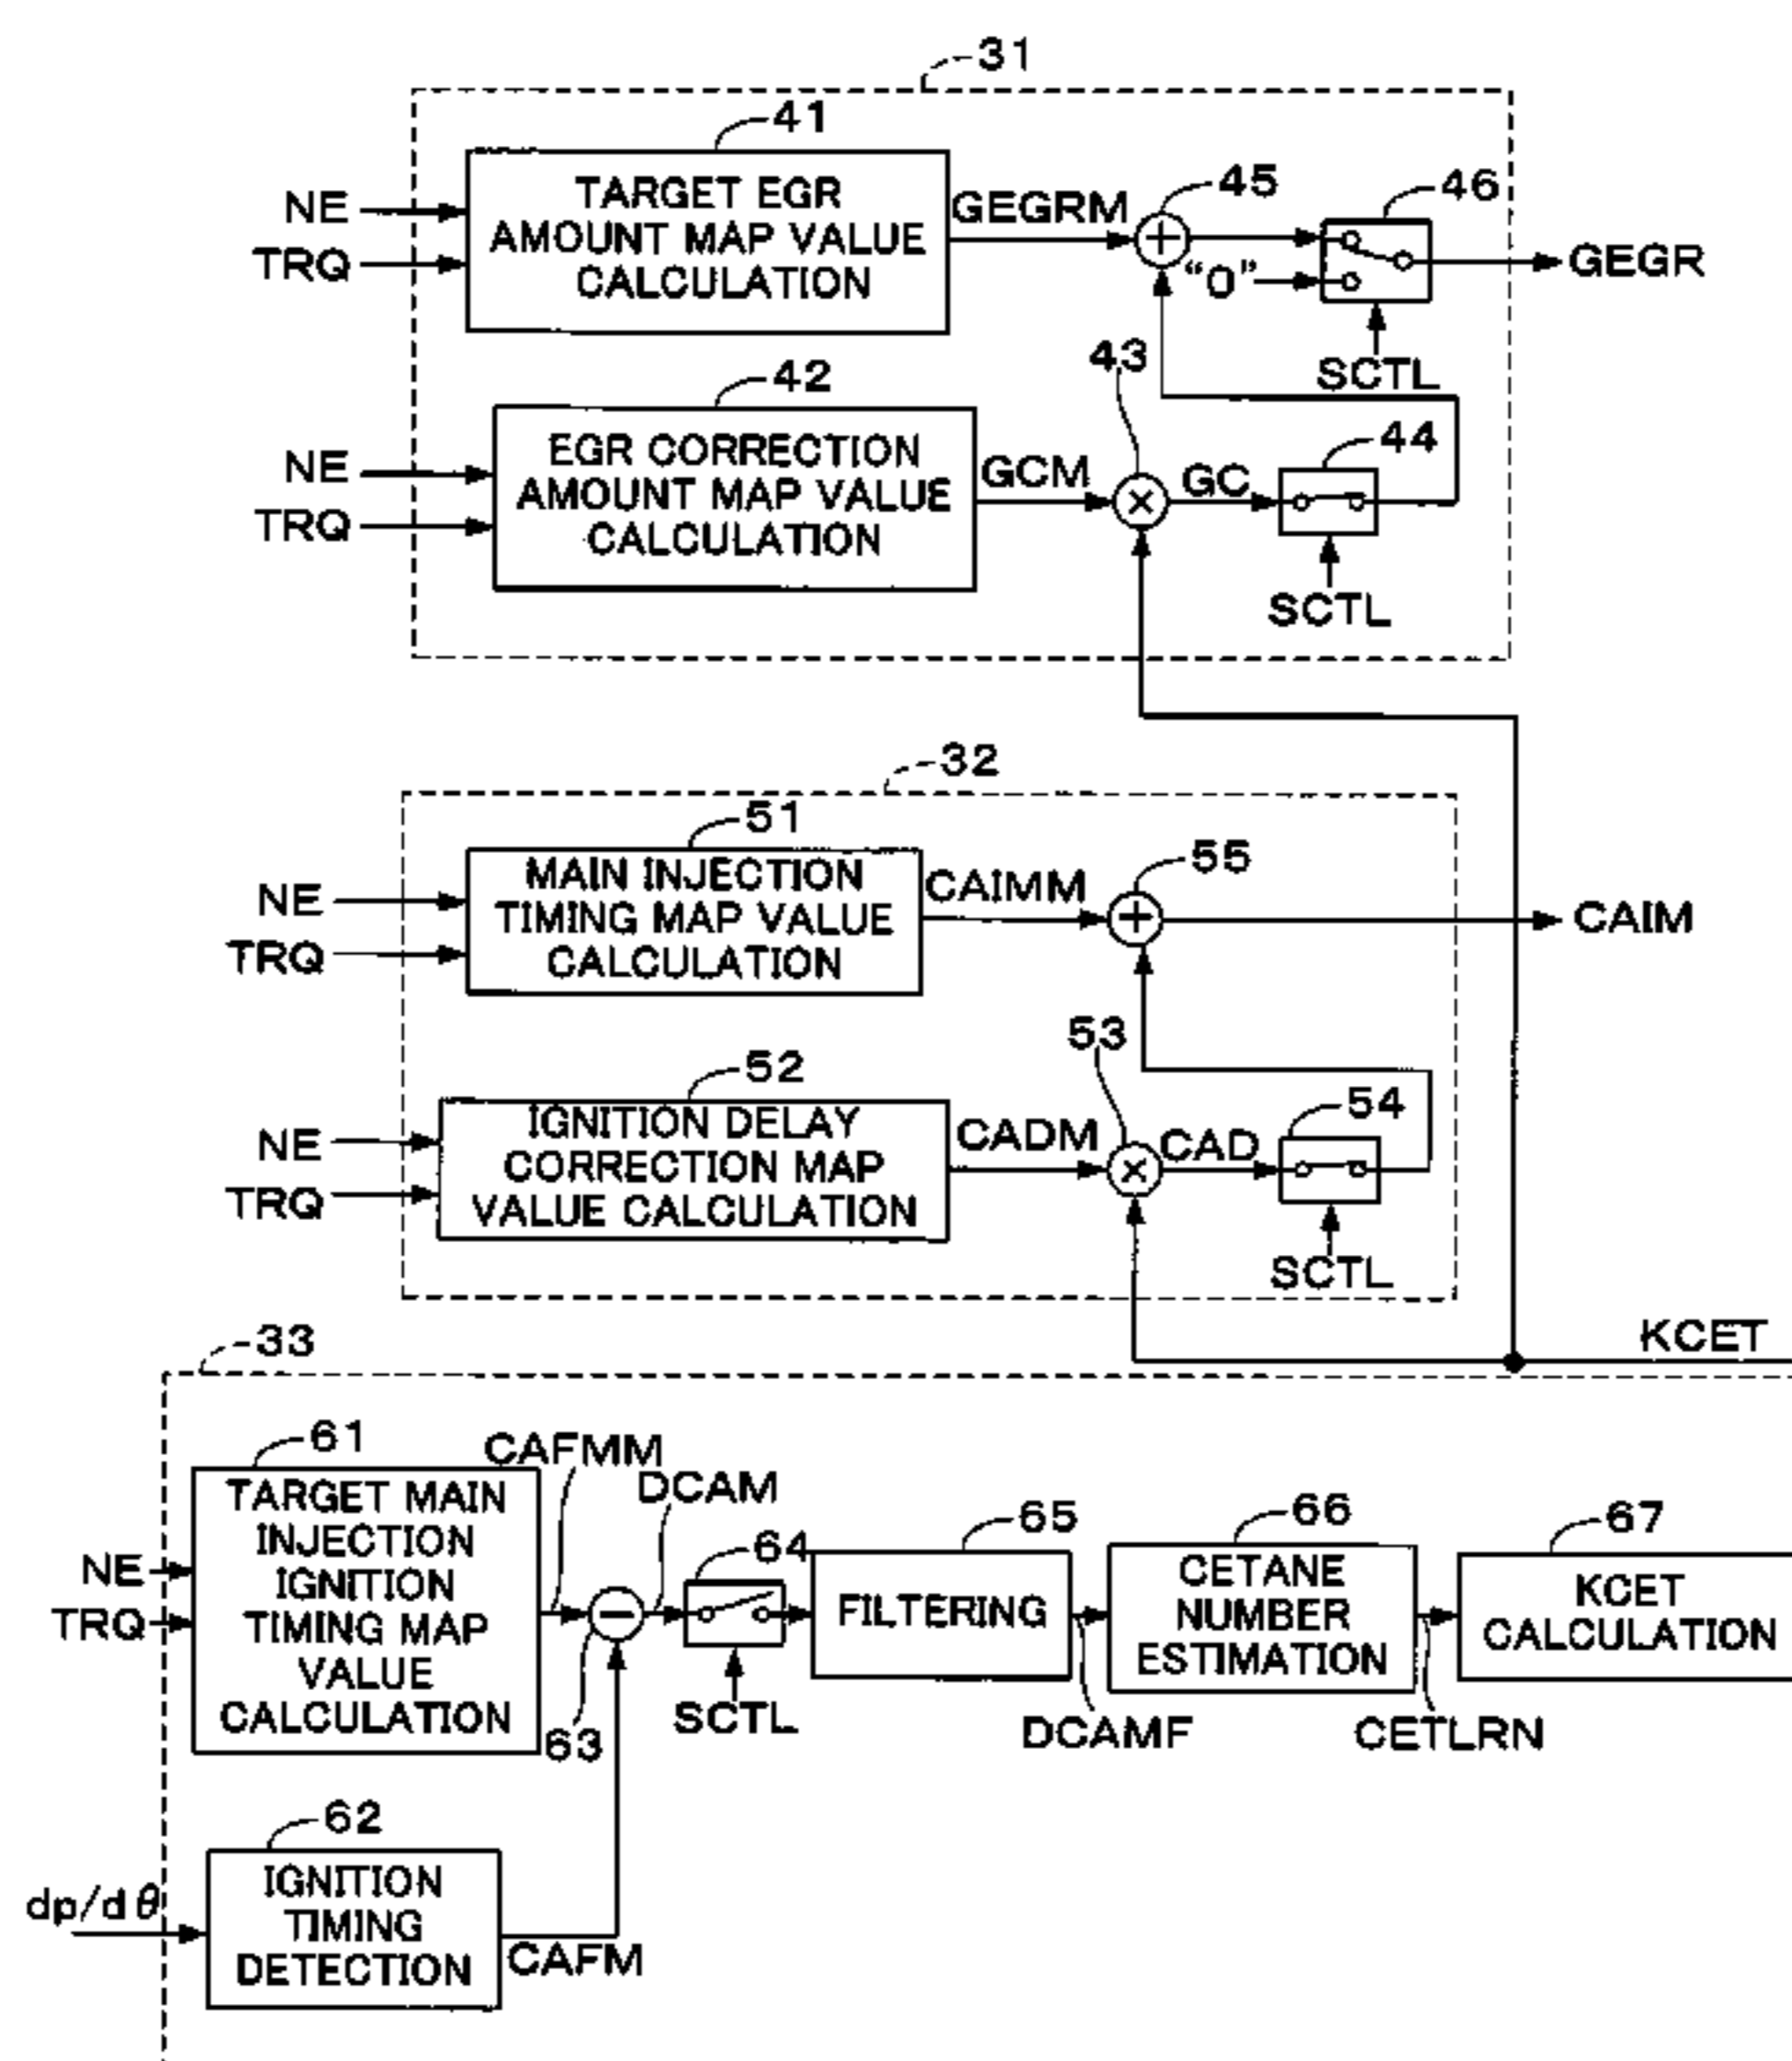 31
41
NE
TRQ
TARGET EGR
AMOUNT MAP VALUE
CALCULATION
GEGRM
45
46
"0"
GEGR
SCTL
42
NE
TRQ
EGR CORRECTION
AMOUNT MAP VALUE
CALCULATION
GCM
43
GC
44
SCTL
32
51
NE
TRQ
MAIN INJECTION
TIMING MAP VALUE
CALCULATION
CAIMM
55
CAIM
52
NE
TRQ
IGNITION DELAY
CORRECTION MAP
VALUE CALCULATION
CADM
53
CAD
54
SCTL
KCET
33
61
NE
TRQ
TARGET MAIN
INJECTION
IGNITION
TIMING MAP
VALUE
CALCULATION
CAFMM
DCAM
63
64
SCTL
65
FILTERING
DCAMF
66
CETANE
NUMBER
ESTIMATION
CETLRN
67
KCET
CALCULATION
62
dp/dθ
IGNITION
TIMING
DETECTION
CAFM